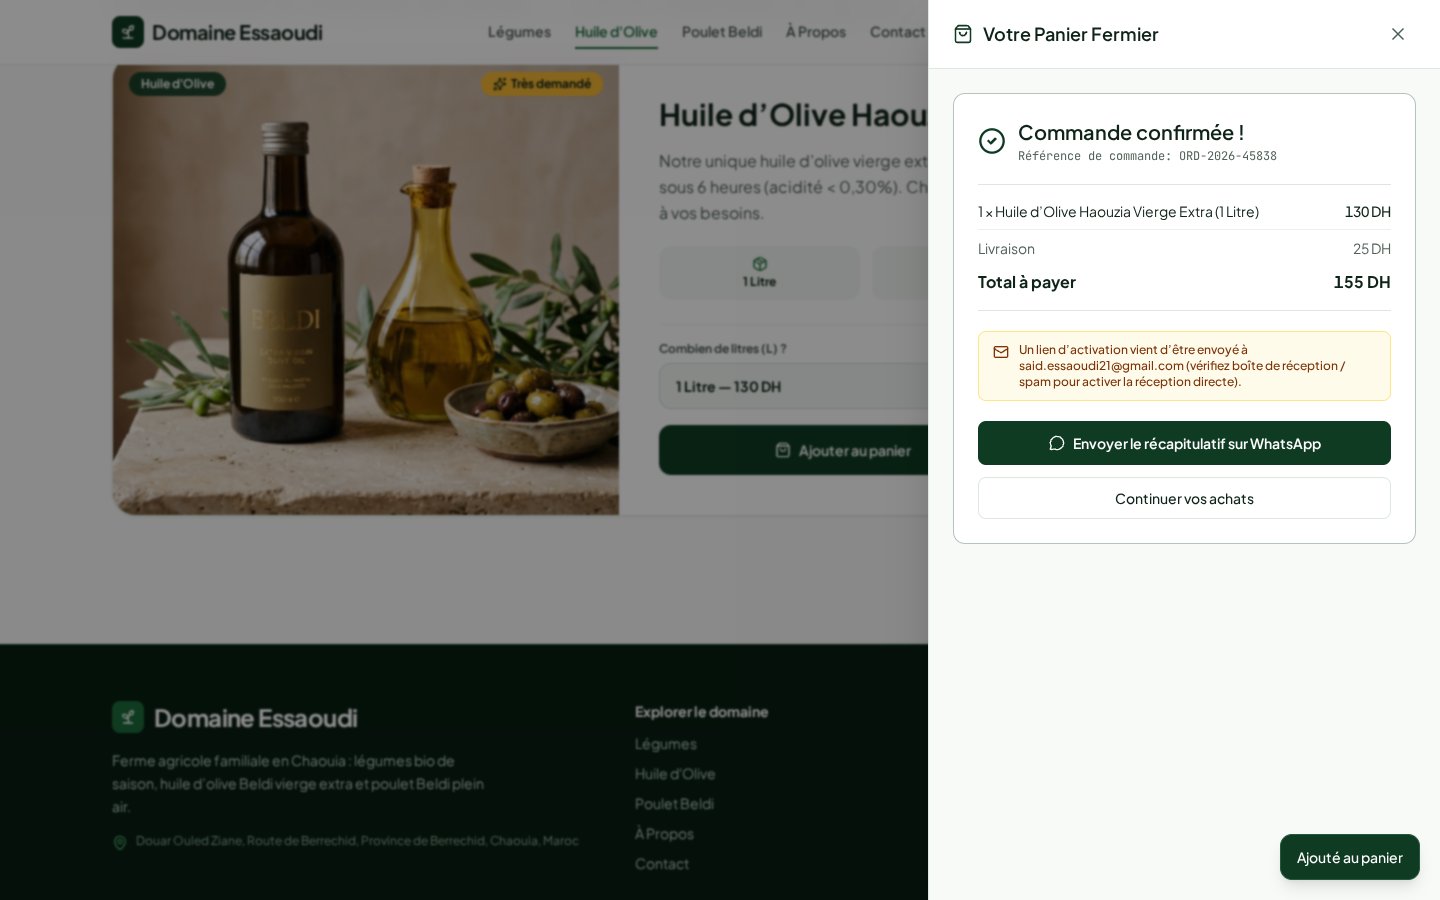 Domaine Essaoudi
Légumes
Huile d'Olive
Poulet Beldi
À Propos
Contact
Huile d'Olive
Très demandé
BELDI
OLIVE OIL
Huile d’Olive Haou
Notre unique huile d’olive vierge ext
sous 6 heures (acidité < 0,30%). Ch
à vos besoins.
1 Litre
Combien de litres (L) ?
1 Litre — 130 DH
Ajouter au panier
Domaine Essaoudi
Ferme agricole familiale en Chaouia : légumes bio de
saison, huile d’olive Beldi vierge extra et poulet Beldi plein
air.
Douar Ouled Ziane, Route de Berrechid, Province de Berrechid, Chaouia, Maroc
Explorer le domaine
Légumes
Huile d'Olive
Poulet Beldi
À Propos
Contact
Votre Panier Fermier
Commande confirmée !
Référence de commande: ORD-2026-45838
1 × Huile d’Olive Haouzia Vierge Extra (1 Litre) 130 DH
Livraison 25 DH
Total à payer 155 DH
Un lien d’activation vient d’être envoyé à
said.essaoudi21@gmail.com (vérifiez boîte de réception /
spam pour activer la réception directe).
Envoyer le récapitulatif sur WhatsApp
Continuer vos achats
Ajouté au panier